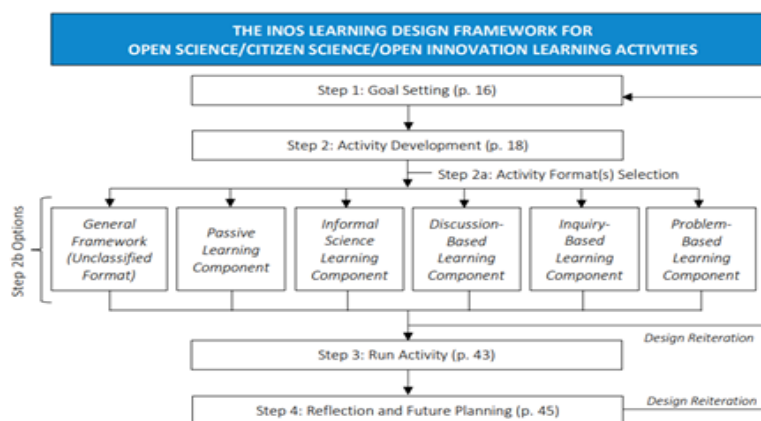 THE INOS LEARNING DESIGN FRAMEWORK FOR
OPEN SCIENCE/CITIZEN SCIENCE/OPEN INNOVATION LEARNING ACTIVITIES
Step 1: Goal Setting (p. 16)
Step 2: Activity Development (p. 18)
Step 2a: Activity Format(s) Selection
Step 2b Options
General
Framework
(Unclassified
Format)
Passive
Learning
Component
Informal
Science
Learning
Component
Discussion-
Based
Learning
Component
Inquiry-
Based
Learning
Component
Problem-
Based
Learning
Component
Design Reiteration
Step 3: Run Activity (p. 43)
Step 4: Reflection and Future Planning (p. 45)
Design Reiteration